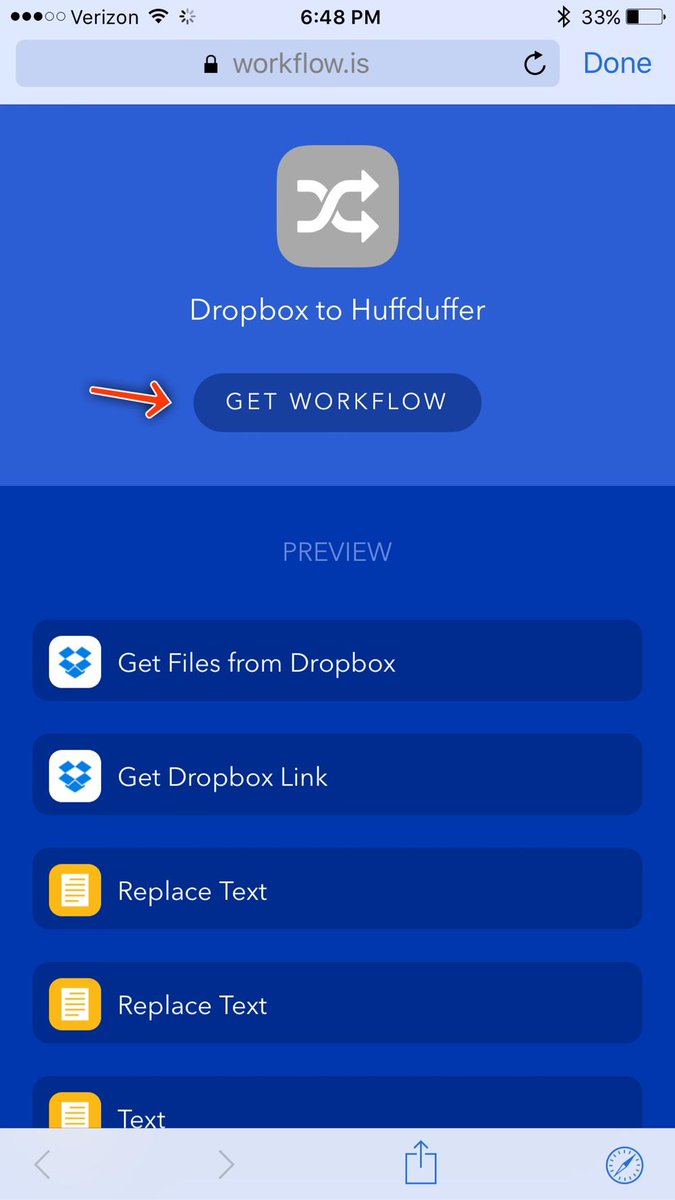 Verizon 6:48 PM 33%
workflow.is Done
Dropbox to Huffduffer
GET WORKFLOW
PREVIEW
Get Files from Dropbox
Get Dropbox Link
Replace Text
Replace Text
Text